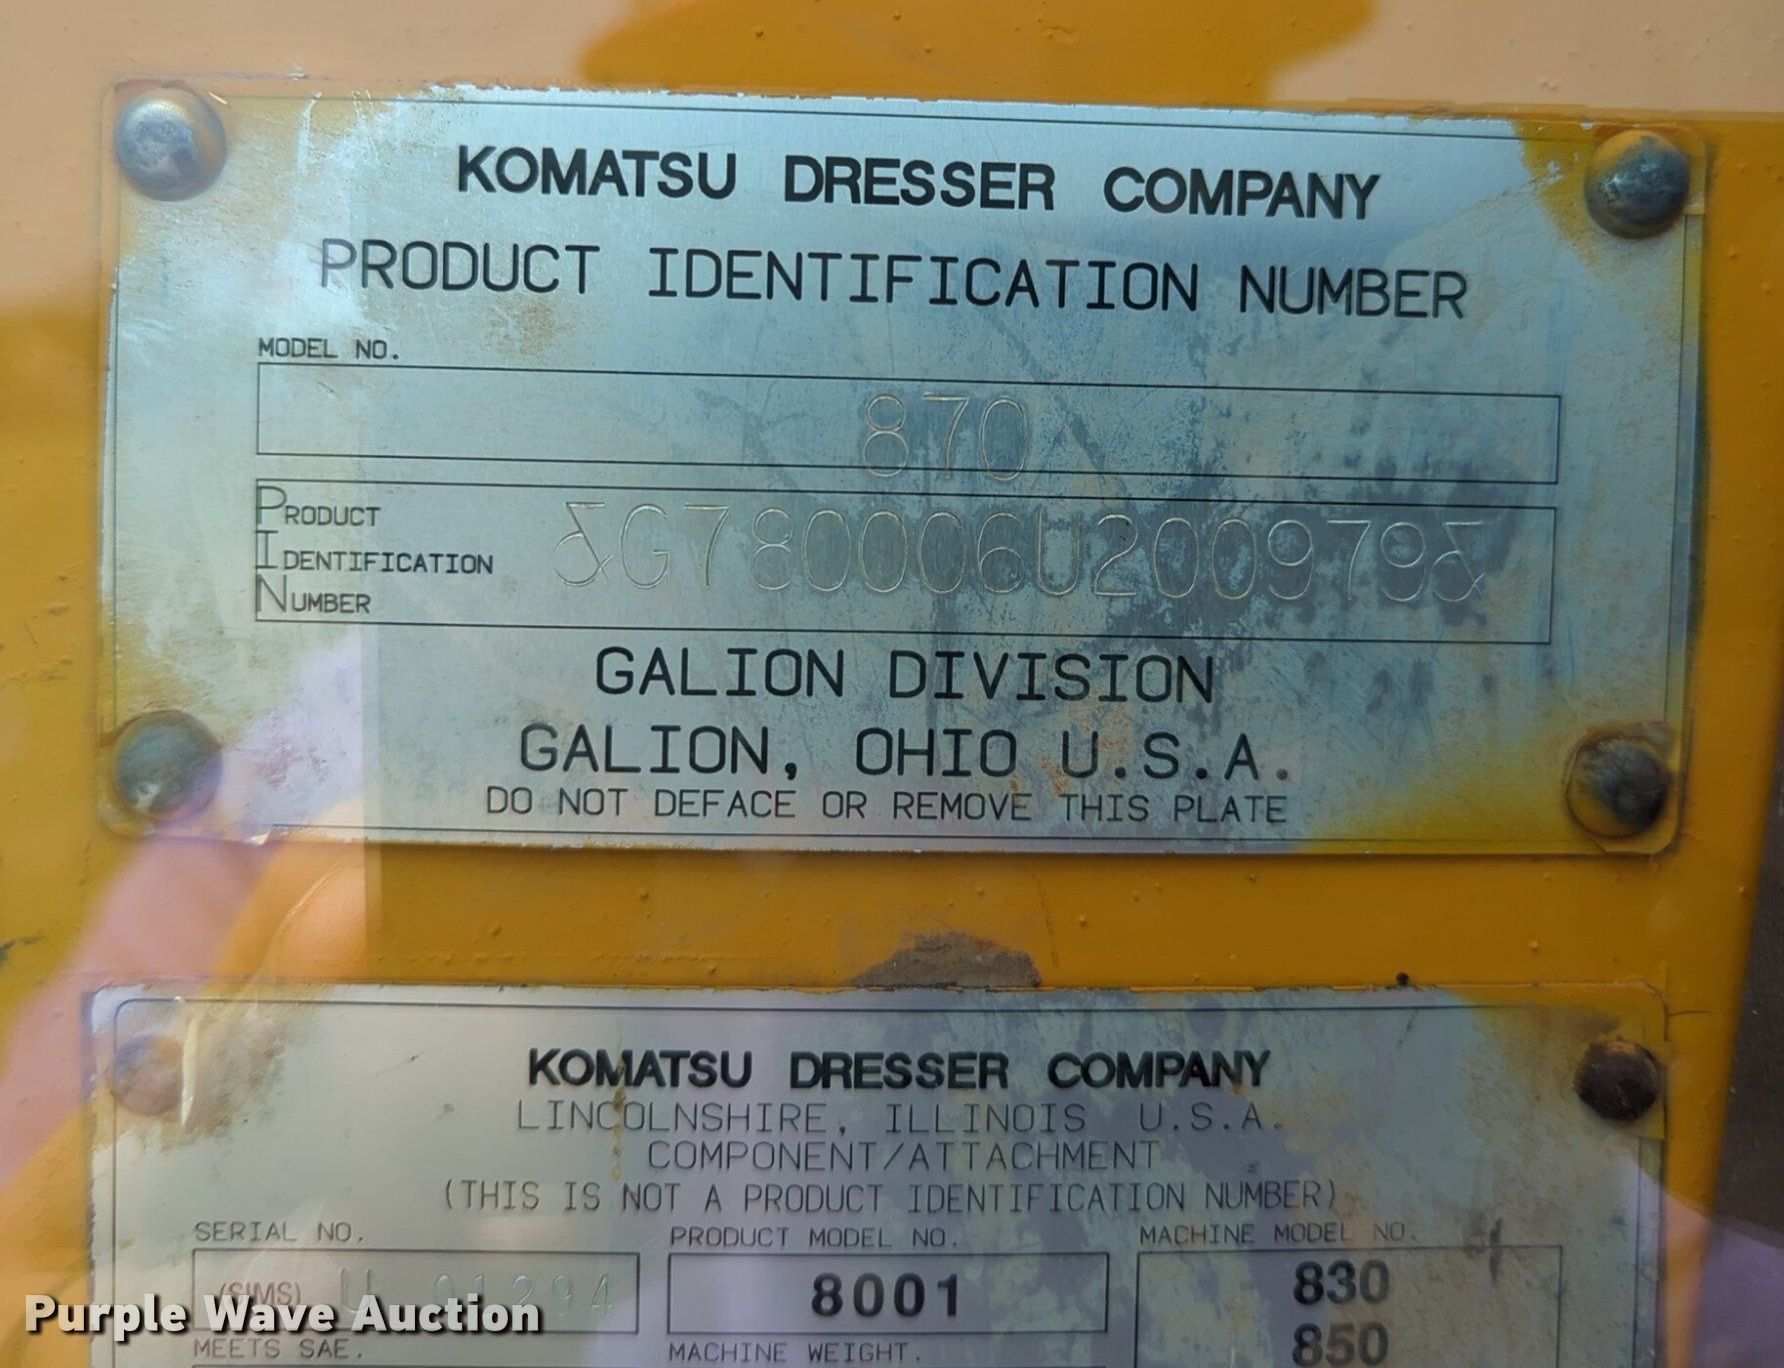 KOMATSU DRESSER COMPANY
PRODUCT IDENTIFICATION NUMBER
MODEL NO.
870
PRODUCT
IDENTIFICATION
NUMBER
&G780006U200979&
GALION DIVISION
GALION, OHIO U.S.A.
DO NOT DEFACE OR REMOVE THIS PLATE
KOMATSU DRESSER COMPANY
LINCOLNSHIRE, ILLINOIS U.S.A.
COMPONENT/ATTACHMENT
(THIS IS NOT A PRODUCT IDENTIFICATION NUMBER)
SERIAL NO. PRODUCT MODEL NO. MACHINE MODEL NO.
(SIMS) U 01294 8001 830
850
MEETS SAE. MACHINE WEIGHT.
Purple Wave Auction